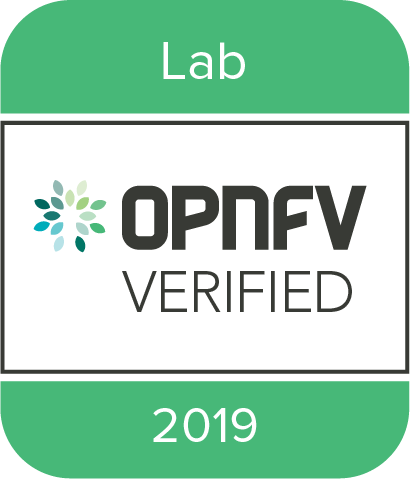 Lab
OPNFV
VERIFIED
2019